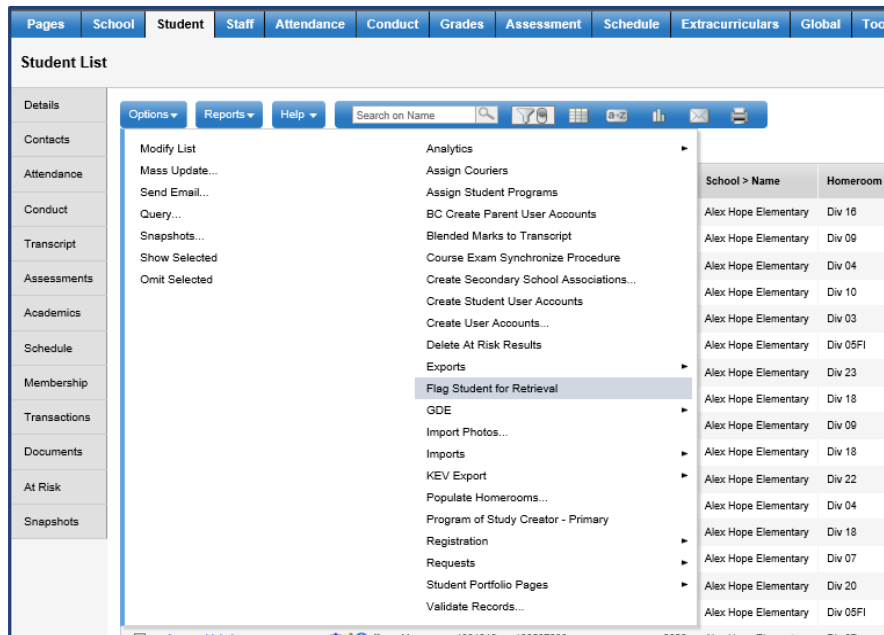 Pages School Student Staff Attendance Conduct Grades Assessment Schedule Extracurriculars Global Too
Student List
Details
Contacts
Attendance
Conduct
Transcript
Assessments
Academics
Schedule
Membership
Transactions
Documents
At Risk
Snapshots
Options Reports Help Search on Name a-z
Modify List
Mass Update...
Send Email...
Query...
Snapshots...
Show Selected
Omit Selected
Analytics
Assign Couriers
Assign Student Programs
BC Create Parent User Accounts
Blended Marks to Transcript
Course Exam Synchronize Procedure
Create Secondary School Associations...
Create Student User Accounts
Create User Accounts...
Delete At Risk Results
Exports
Flag Student for Retrieval
GDE
Import Photos...
Imports
KEV Export
Populate Homerooms...
Program of Study Creator - Primary
Registration
Requests
Student Portfolio Pages
Validate Records...
School > Name Homeroom
Alex Hope Elementary Div 16
Alex Hope Elementary Div 09
Alex Hope Elementary Div 04
Alex Hope Elementary Div 10
Alex Hope Elementary Div 03
Alex Hope Elementary Div 05FI
Alex Hope Elementary Div 23
Alex Hope Elementary Div 18
Alex Hope Elementary Div 09
Alex Hope Elementary Div 18
Alex Hope Elementary Div 22
Alex Hope Elementary Div 04
Alex Hope Elementary Div 18
Alex Hope Elementary Div 07
Alex Hope Elementary Div 20
Alex Hope Elementary Div 05FI